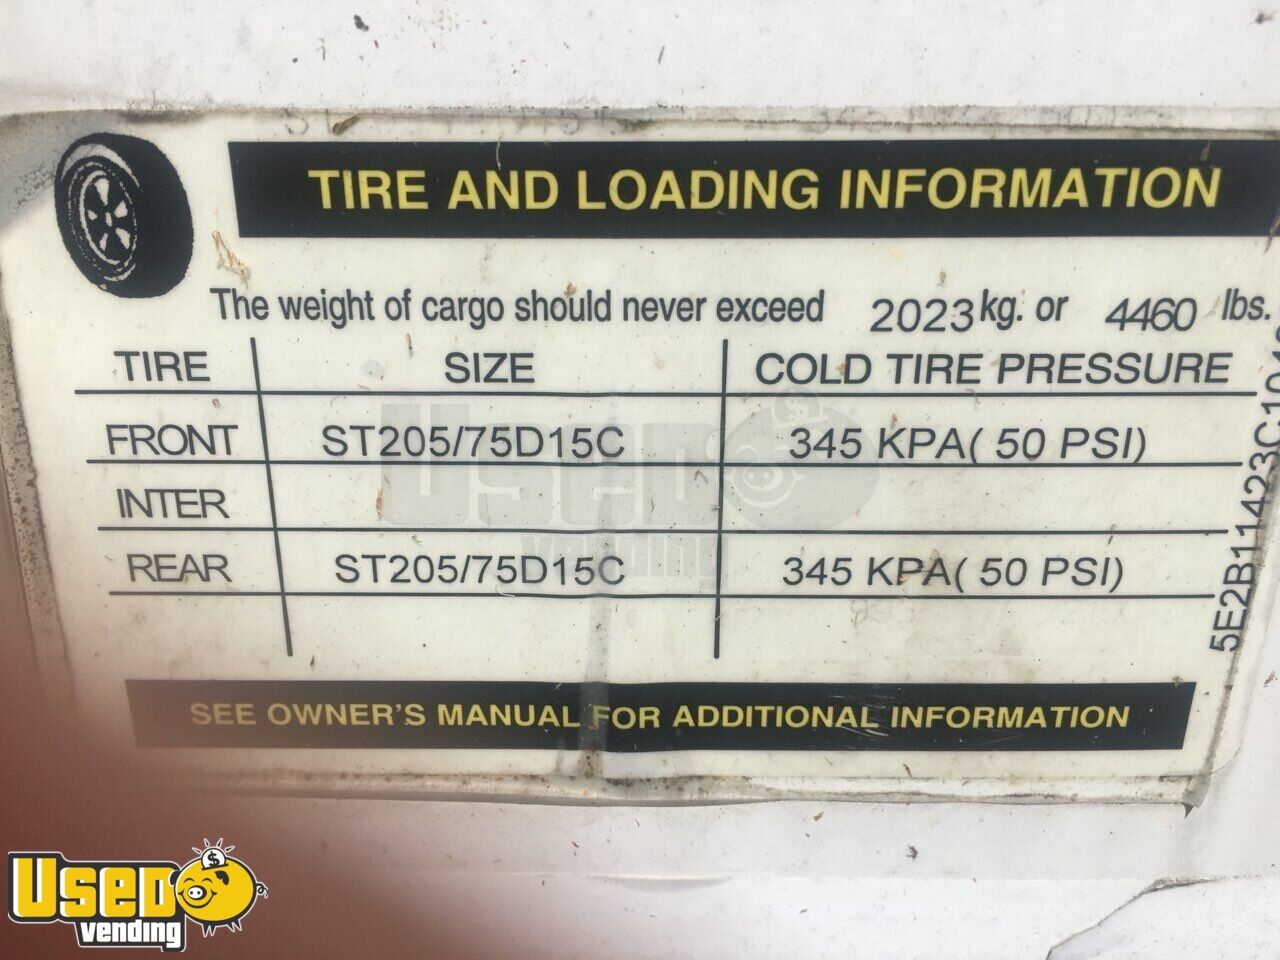 TIRE AND LOADING INFORMATION
The weight of cargo should never exceed 2023 kg. or 4460 lbs.
TIRE SIZE COLD TIRE PRESSURE
FRONT ST205/75D15C 345 KPA( 50 PSI)
INTER
REAR ST205/75D15C 345 KPA( 50 PSI)
SEE OWNER'S MANUAL FOR ADDITIONAL INFORMATION
USED vending
USED vending